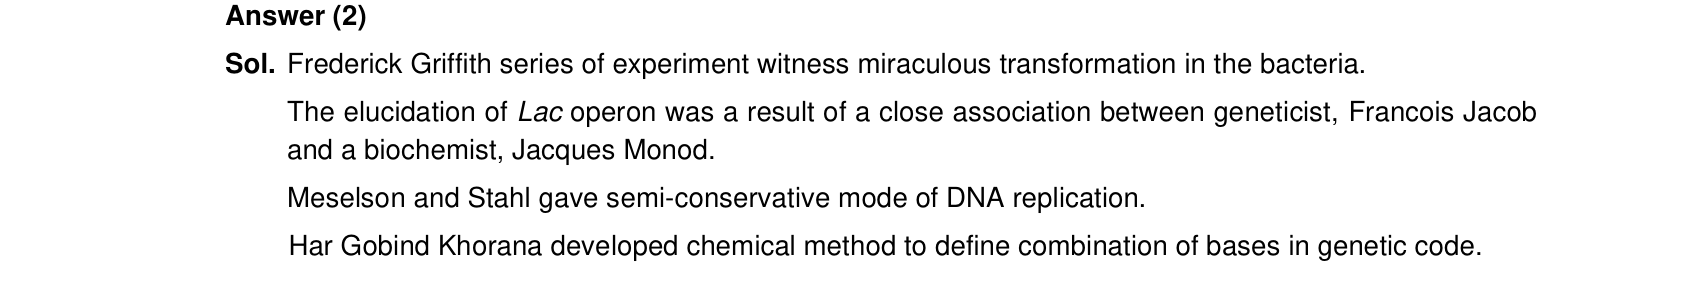 Answer (2)
Sol. Frederick Griffith series of experiment witness miraculous transformation in the bacteria.
The elucidation of Lac operon was a result of a close association between geneticist, Francois Jacob
and a biochemist, Jacques Monod.
Meselson and Stahl gave semi-conservative mode of DNA replication.
Har Gobind Khorana developed chemical method to define combination of bases in genetic code.